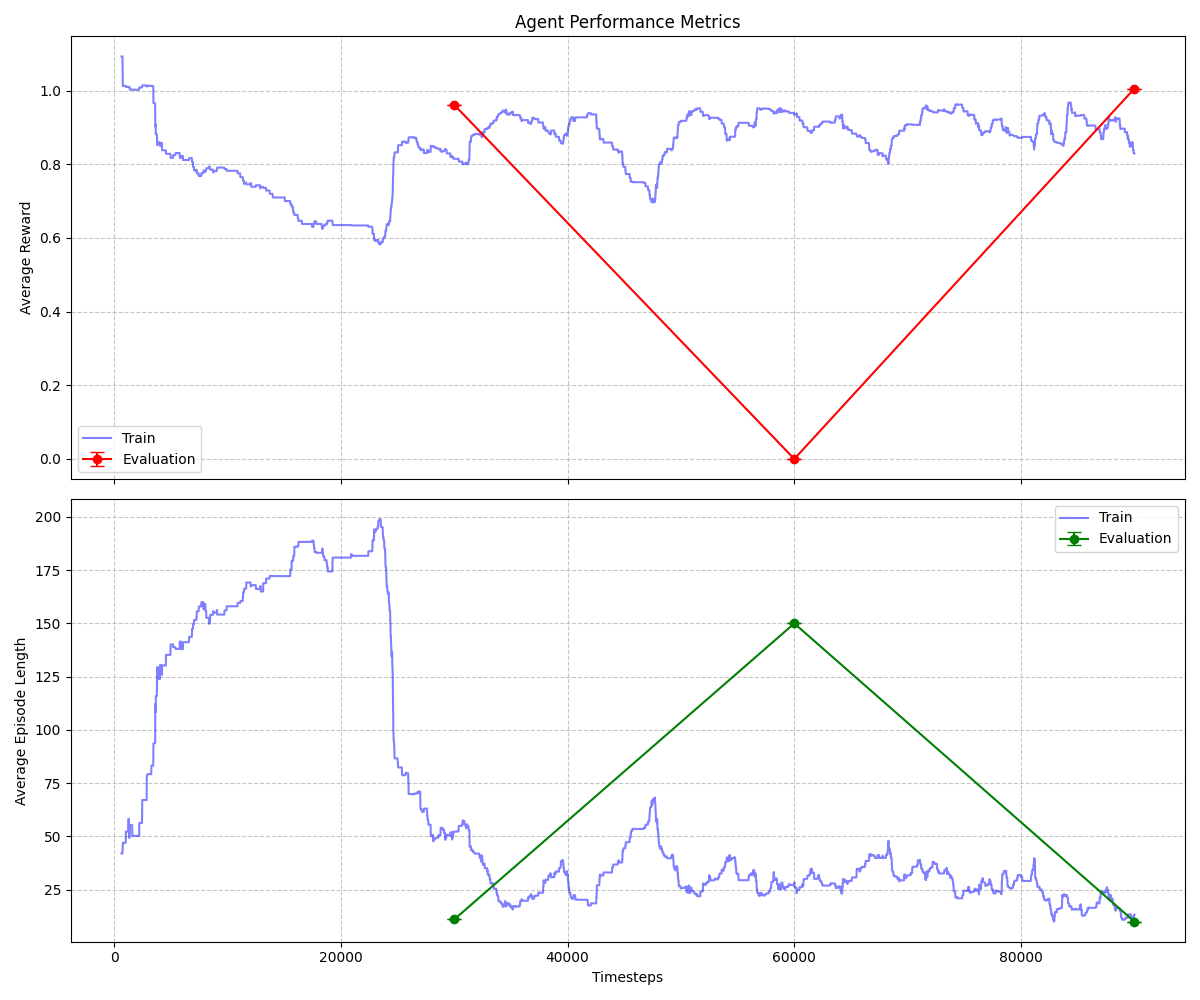 Agent Performance Metrics
Average Reward
1.0
0.8
0.6
0.4
0.2
0.0
Train
Evaluation
Average Episode Length
200
175
150
125
100
75
50
25
Train
Evaluation
0 20000 40000 60000 80000
Timesteps